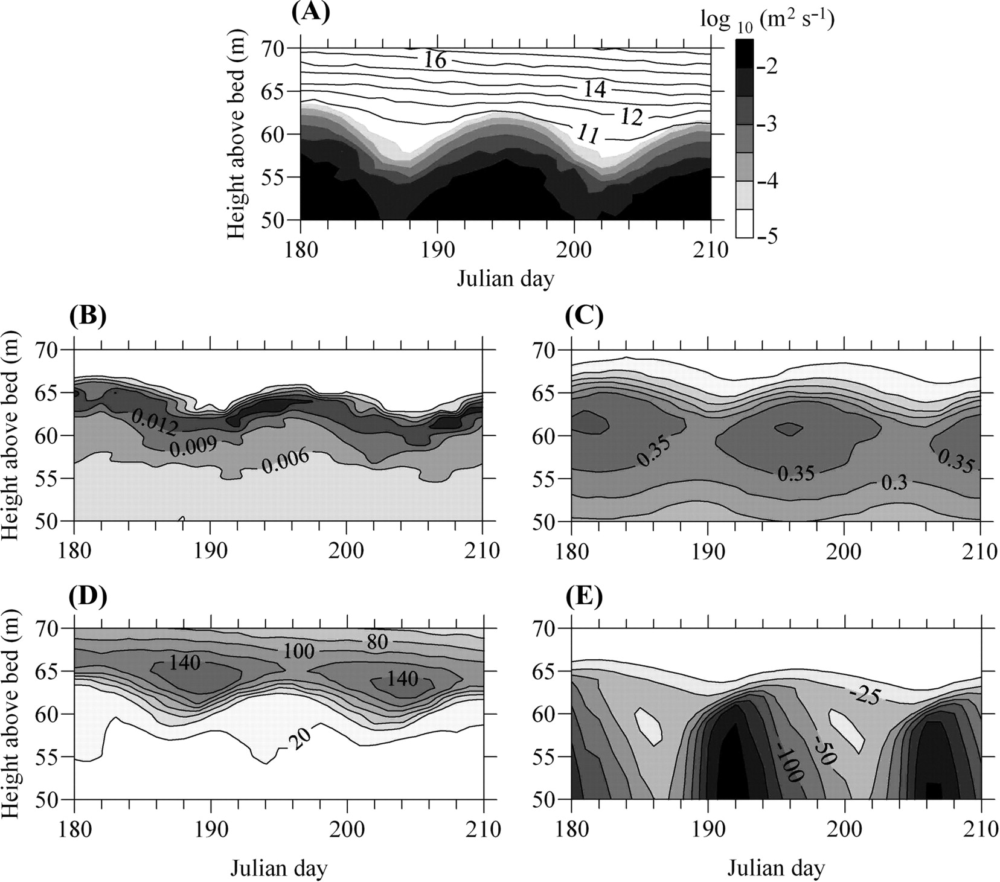 (A)
log 10 (m² s⁻¹)
Height above bed (m)
70
65
60
55
50
16
14
12
11
-2
-3
-4
-5
180 190 200 210
Julian day
(B)
Height above bed (m)
70
65
60
55
50
0.012
0.009
0.006
180 190 200 210
(C)
70
65
60
55
50
0.35
0.35
0.35
0.3
180 190 200 210
(D)
Height above bed (m)
70
65
60
55
50
80
100
140
140
20
180 190 200 210
Julian day
(E)
70
65
60
55
50
-25
-50
-100
180 190 200 210
Julian day